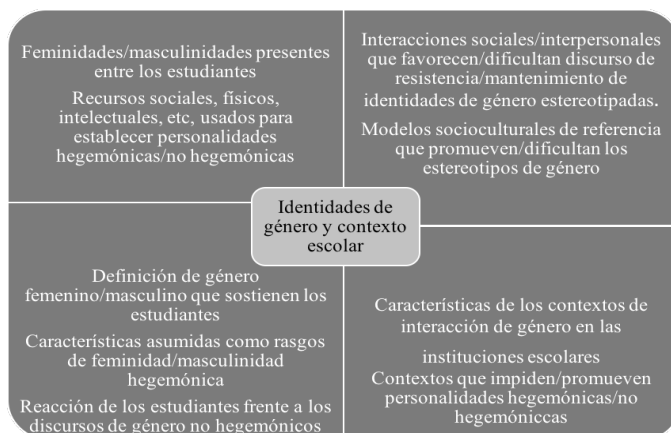 Feminidades/masculinidades presentes
entre los estudiantes
Recursos sociales, físicos,
intelectuales, etc, usados para
establecer personalidades
hegemónicas/no hegemónicas
Interacciones sociales/interpersonales
que favorecen/dificultan discurso de
resistencia/mantenimiento de
identidades de género estereotipadas.
Modelos socioculturales de referencia
que promueven/dificultan los
estereotipos de género
Identidades de
género y contexto
escolar
Definición de género
femenino/masculino que sostienen los
estudiantes
Características asumidas como rasgos
de feminidad/masculinidad
hegemónica
Reacción de los estudiantes frente a los
discursos de género no hegemónicos
Características de los contextos de
interacción de género en las
instituciones escolares
Contextos que impiden/promueven
personalidades hegemónicas/no
hegemóniccas